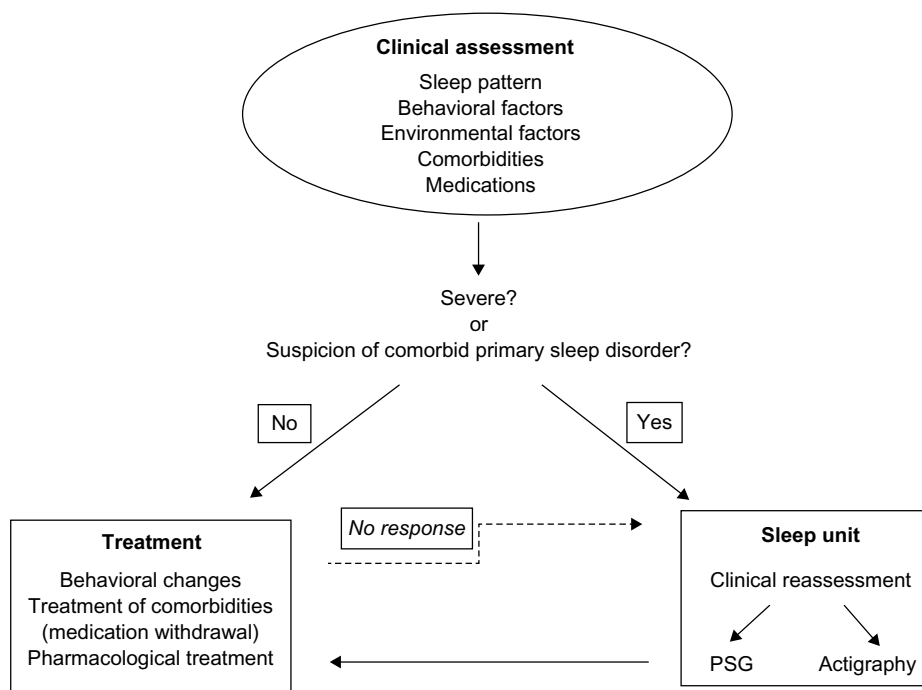 Clinical assessment
Sleep pattern
Behavioral factors
Environmental factors
Comorbidities
Medications
Severe?
or
Suspicion of comorbid primary sleep disorder?
No
Yes
No response
Treatment
Behavioral changes
Treatment of comorbidities
(medication withdrawal)
Pharmacological treatment
Sleep unit
Clinical reassessment
PSG
Actigraphy